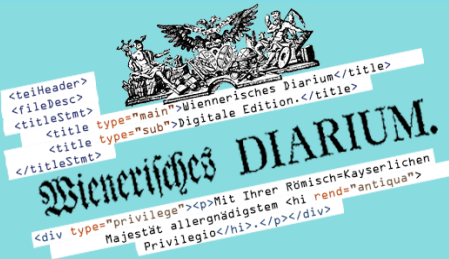 <teiHeader>
<fileDesc>
<titleStmt>
<title type="main">Wiennerisches Diarium</title>
<title type="sub">Digitale Edition.</title>
</titleStmt>
Wienerisches DIARIUM.
<div type="privilege"><p>Mit Ihrer Römisch=Kayserlichen
Majestät allergnädigstem <hi rend="antiqua">
Privilegio</hi>.</p></div>